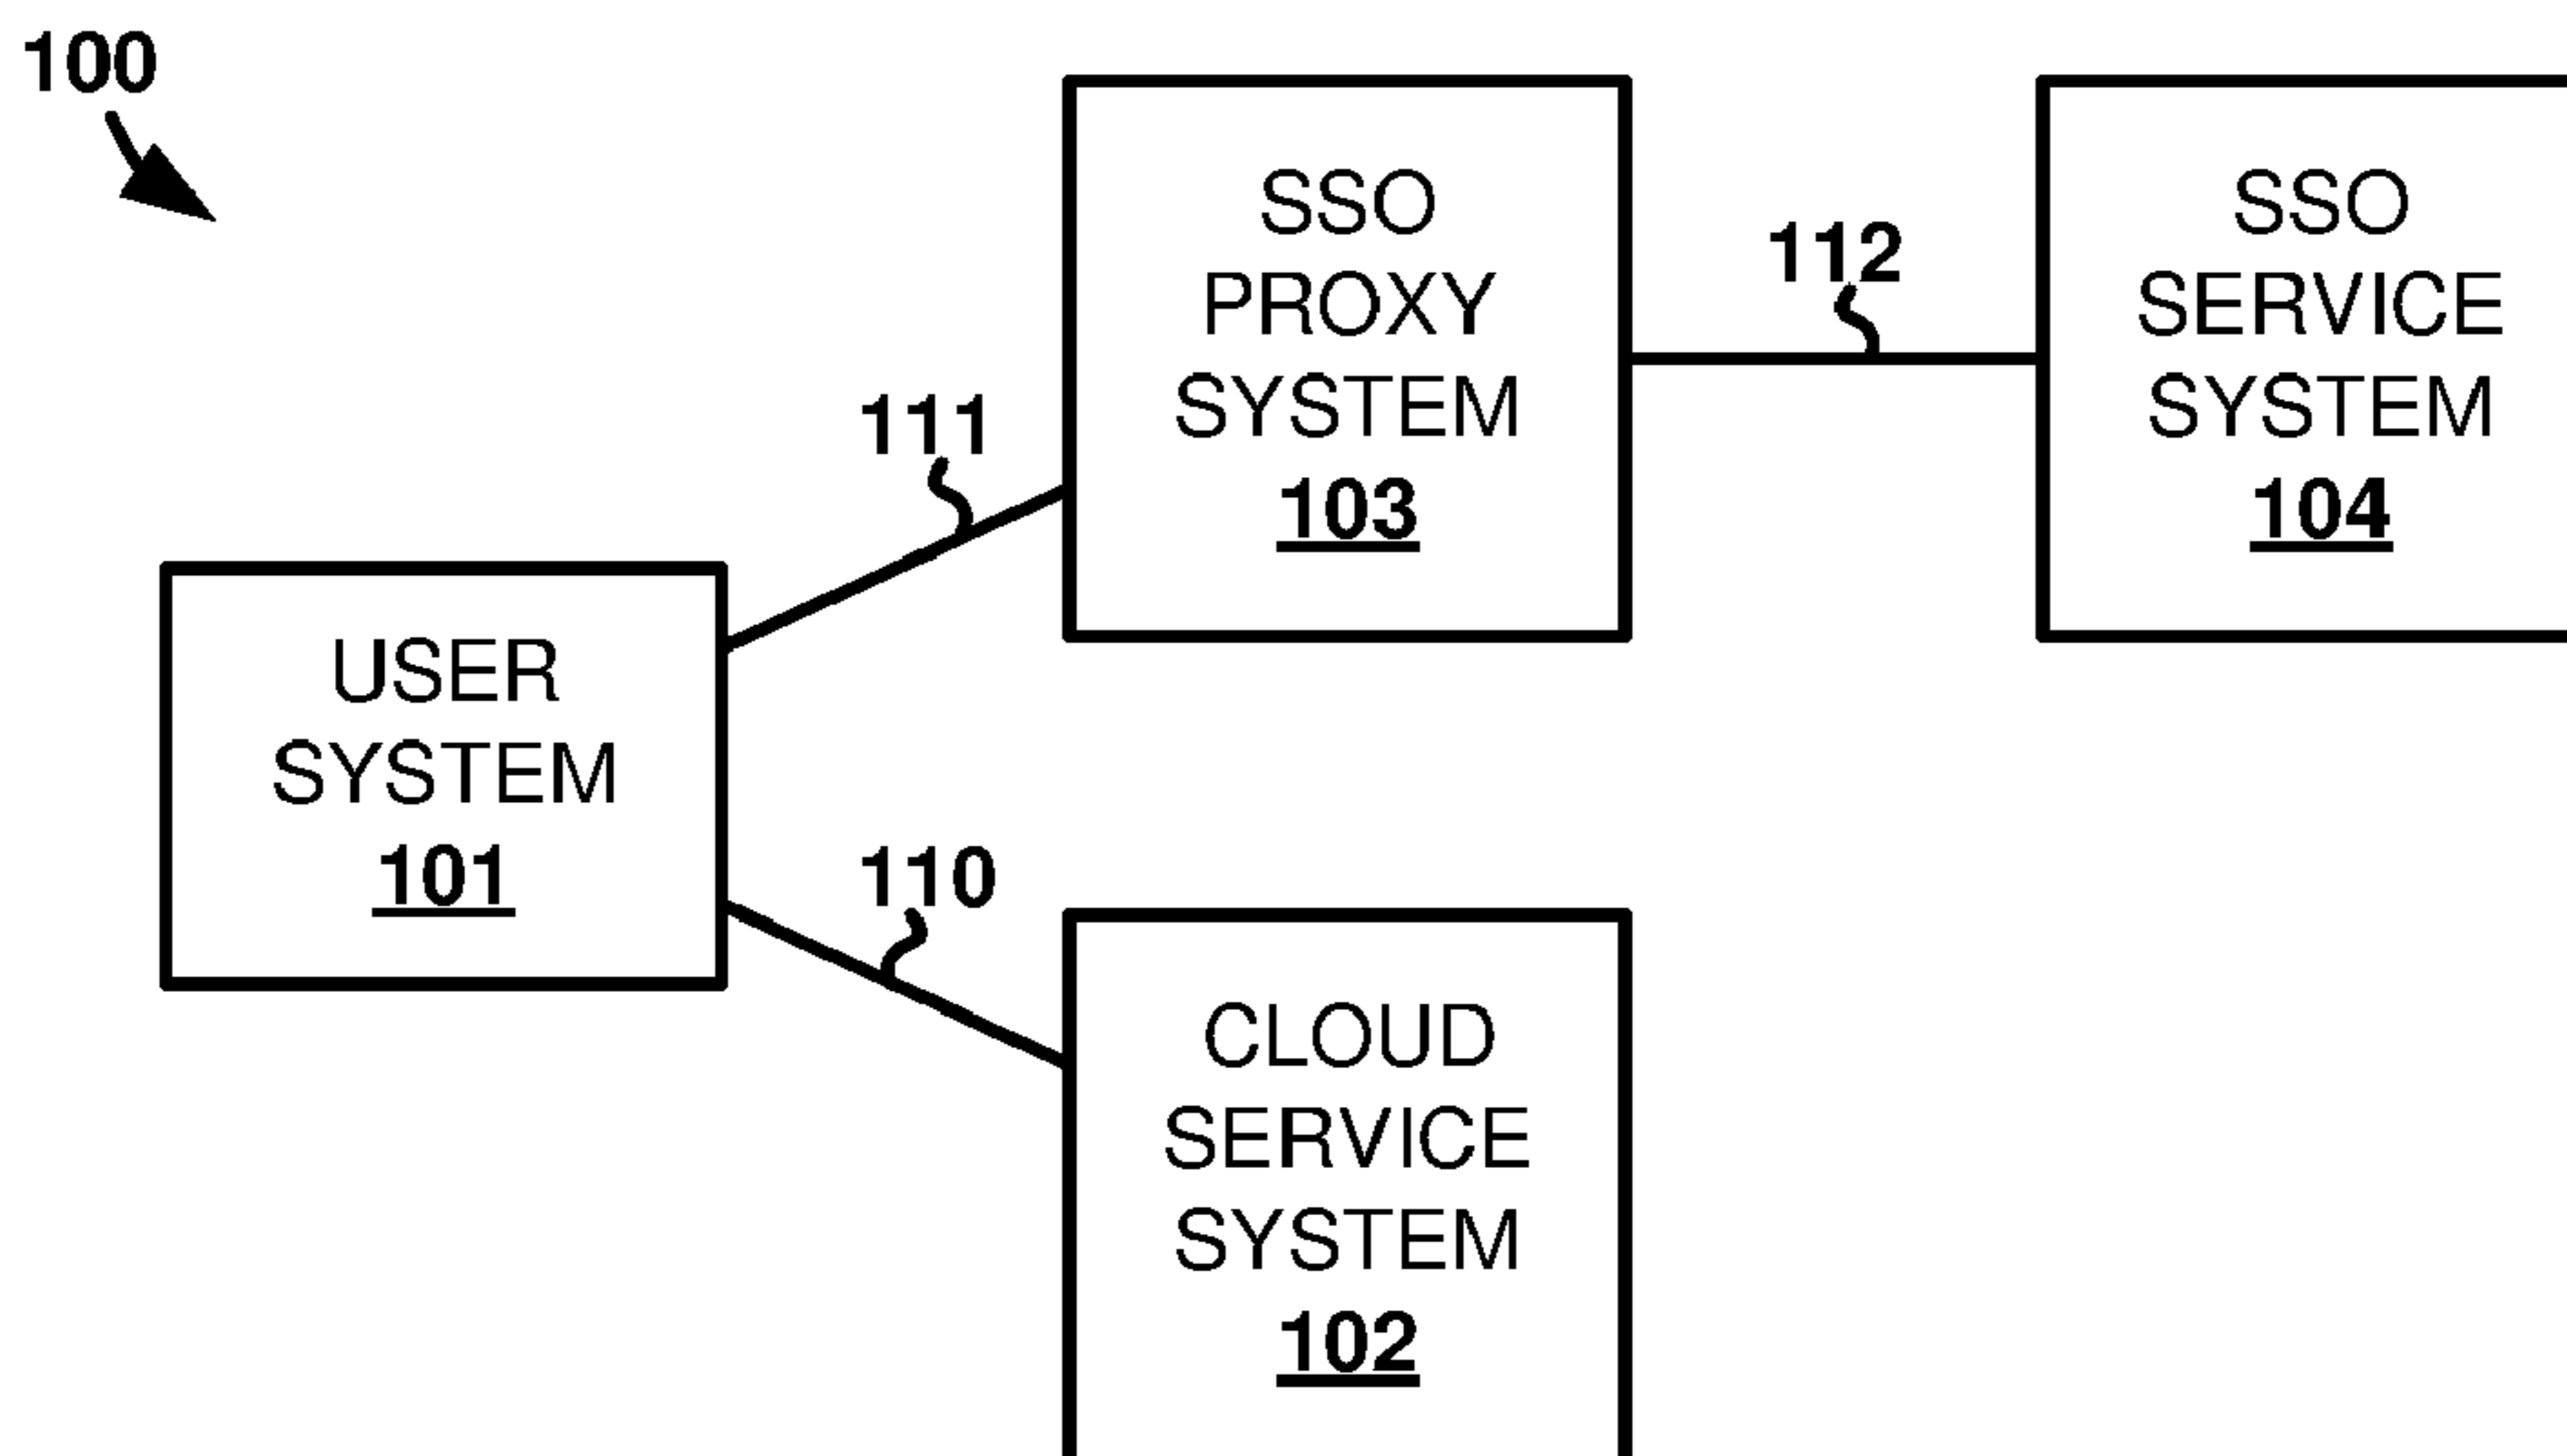 100
SSO
PROXY
SYSTEM
103
112
SSO
SERVICE
SYSTEM
104
111
USER
SYSTEM
101
110
CLOUD
SERVICE
SYSTEM
102